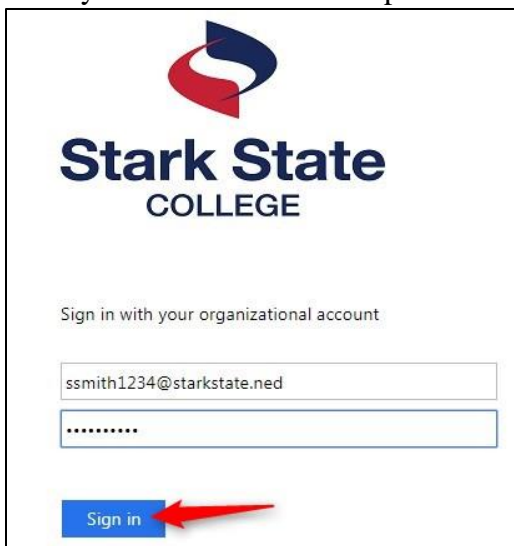 Stark State
COLLEGE
Sign in with your organizational account
ssmith1234@starkstate.ned
••••••••••
Sign in